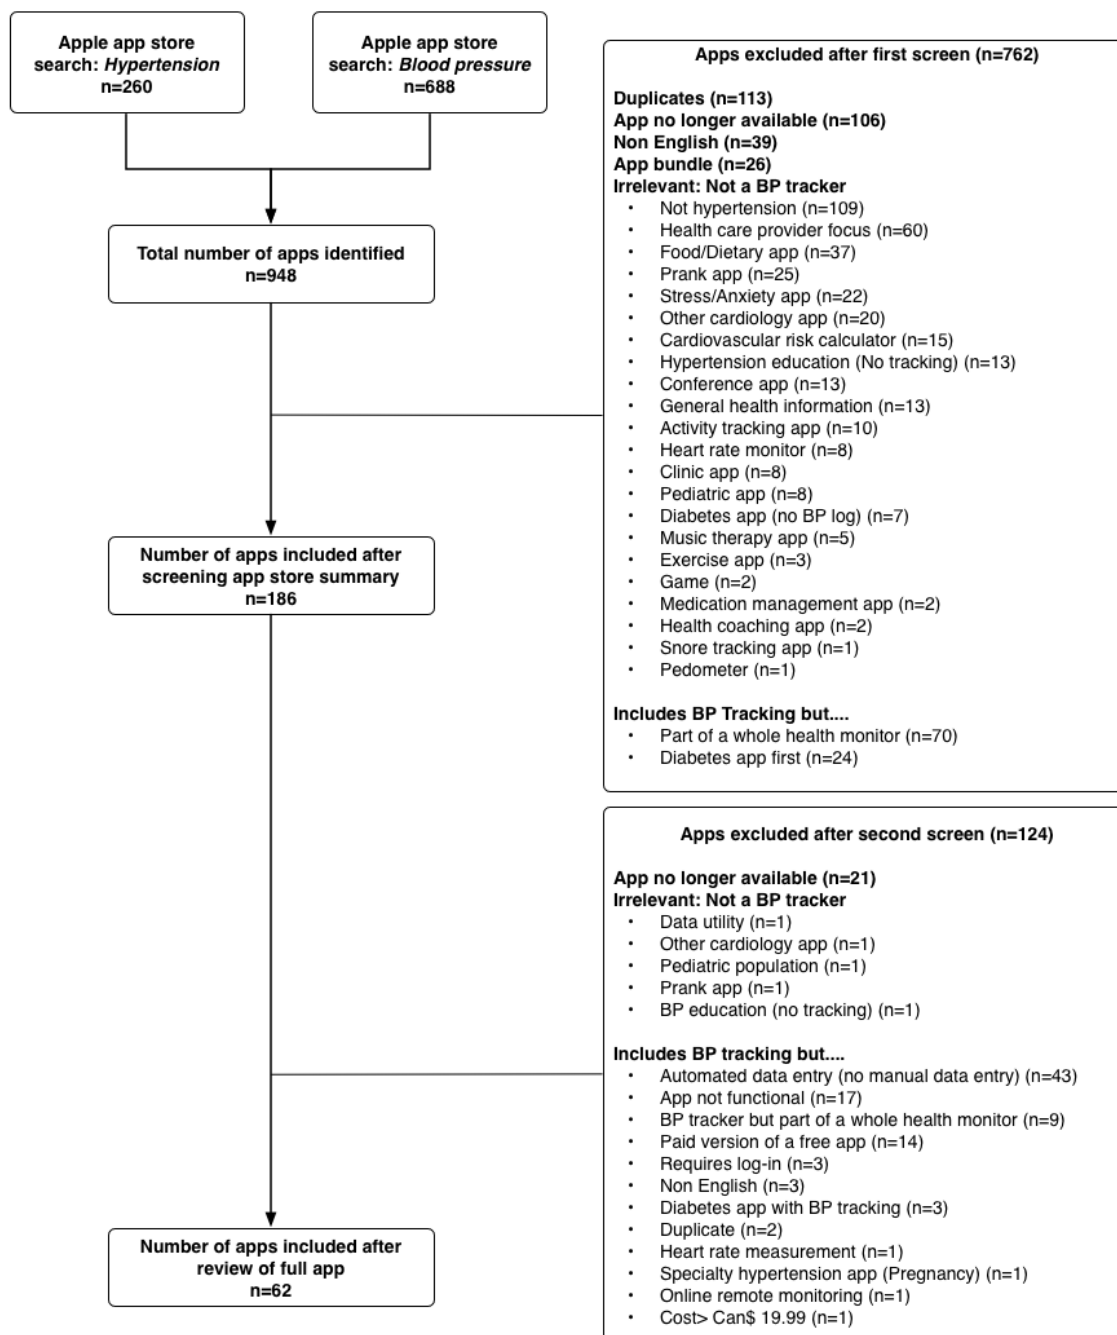 Apple app store
search: Hypertension
n=260
Apple app store
search: Blood pressure
n=688
Total number of apps identified
n=948
Apps excluded after first screen (n=762)
Duplicates (n=113)
App no longer available (n=106)
Non English (n=39)
App bundle (n=26)
Irrelevant: Not a BP tracker
• Not hypertension (n=109)
• Health care provider focus (n=60)
• Food/Dietary app (n=37)
• Prank app (n=25)
• Stress/Anxiety app (n=22)
• Other cardiology app (n=20)
• Cardiovascular risk calculator (n=15)
• Hypertension education (No tracking) (n=13)
• Conference app (n=13)
• General health information (n=13)
• Activity tracking app (n=10)
• Heart rate monitor (n=8)
• Clinic app (n=8)
• Pediatric app (n=8)
• Diabetes app (no BP log) (n=7)
• Music therapy app (n=5)
• Exercise app (n=3)
• Game (n=2)
• Medication management app (n=2)
• Health coaching app (n=2)
• Snore tracking app (n=1)
• Pedometer (n=1)
Includes BP Tracking but....
• Part of a whole health monitor (n=70)
• Diabetes app first (n=24)
Number of apps included after
screening app store summary
n=186
Apps excluded after second screen (n=124)
App no longer available (n=21)
Irrelevant: Not a BP tracker
• Data utility (n=1)
• Other cardiology app (n=1)
• Pediatric population (n=1)
• Prank app (n=1)
• BP education (no tracking) (n=1)
Includes BP tracking but....
• Automated data entry (no manual data entry) (n=43)
• App not functional (n=17)
• BP tracker but part of a whole health monitor (n=9)
• Paid version of a free app (n=14)
• Requires log-in (n=3)
• Non English (n=3)
• Diabetes app with BP tracking (n=3)
• Duplicate (n=2)
• Heart rate measurement (n=1)
• Specialty hypertension app (Pregnancy) (n=1)
• Online remote monitoring (n=1)
• Cost> Can$ 19.99 (n=1)
Number of apps included after
review of full app
n=62